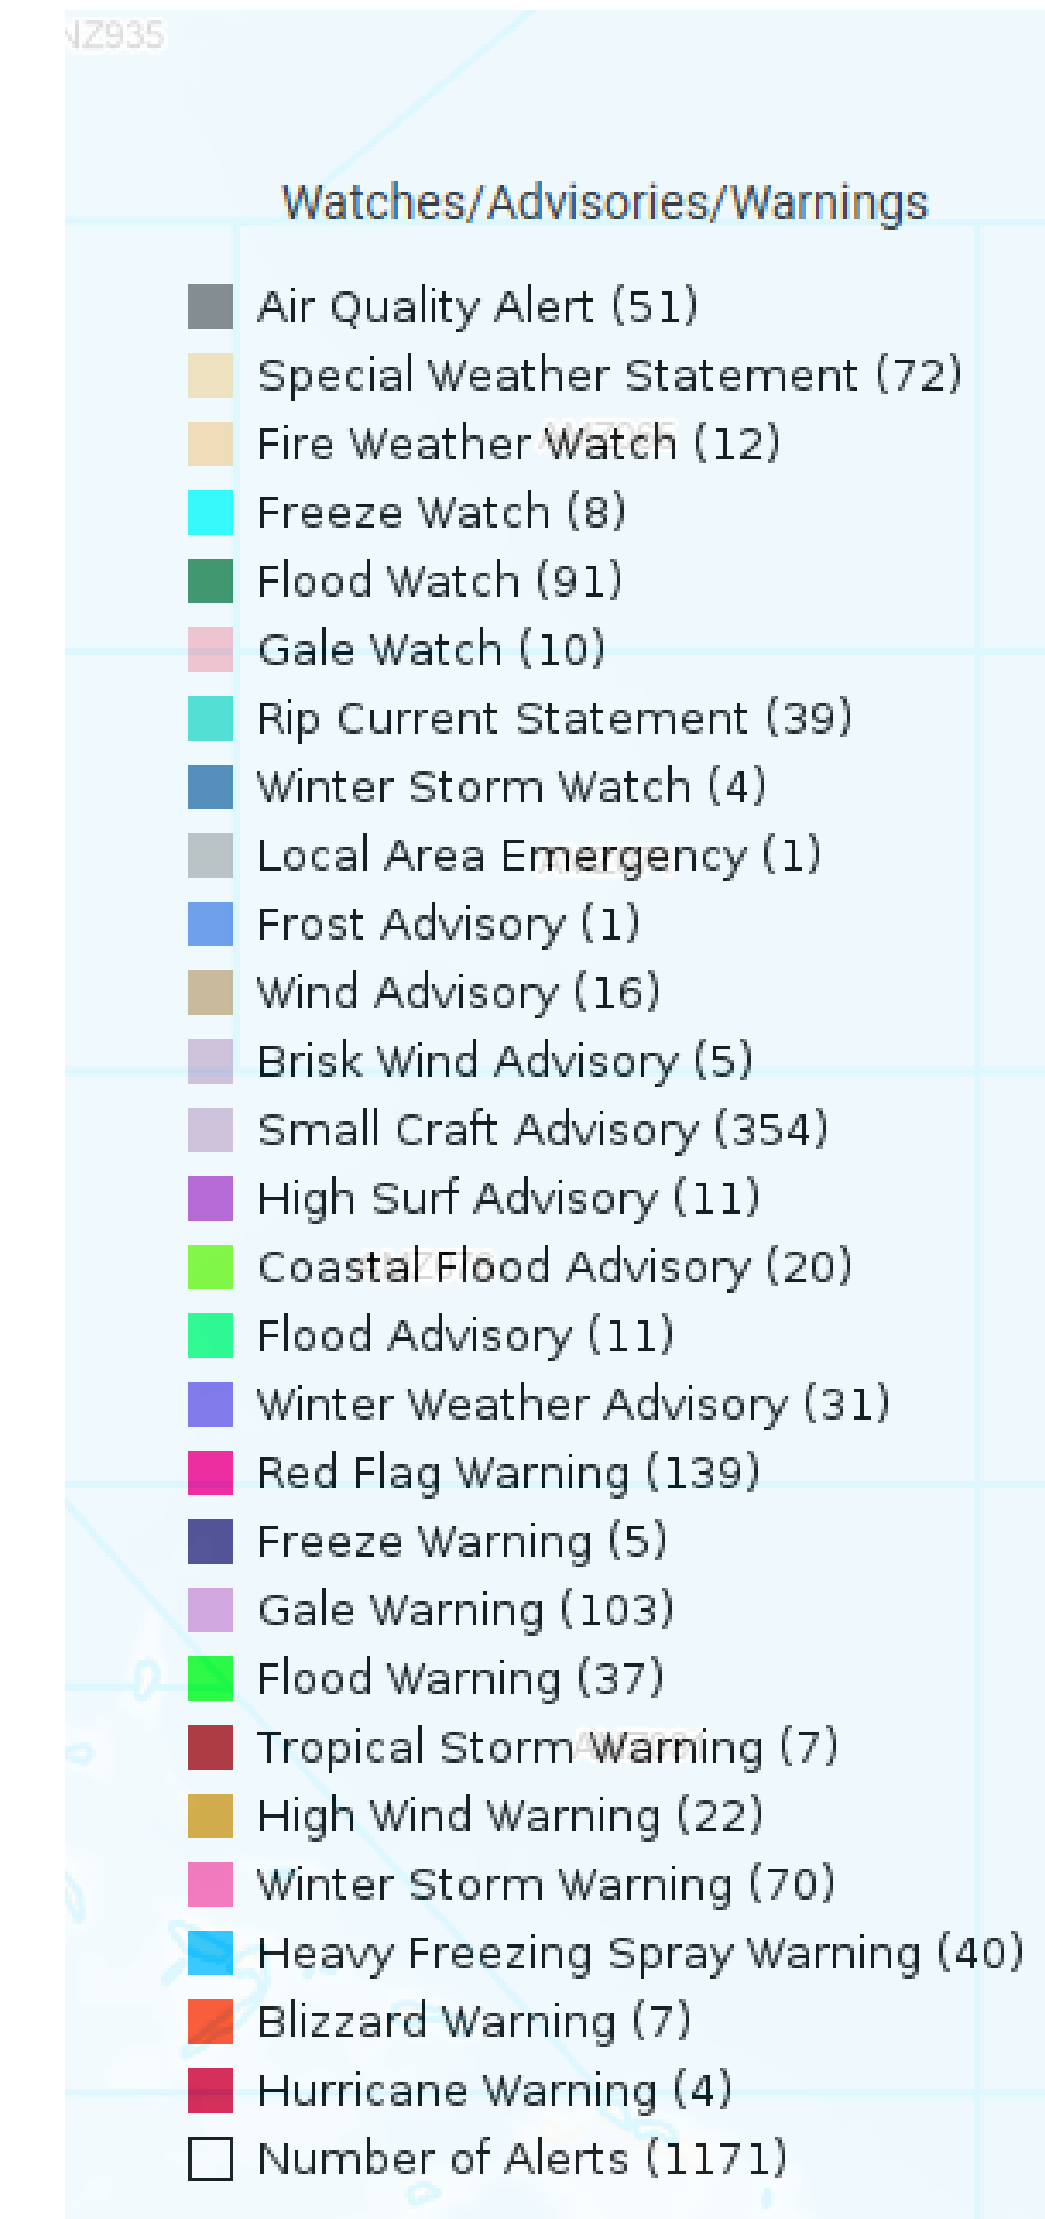 NZ935
Watches/Advisories/Warnings
Air Quality Alert (51)
Special Weather Statement (72)
Fire Weather Watch (12)
Freeze Watch (8)
Flood Watch (91)
Gale Watch (10)
Rip Current Statement (39)
Winter Storm Watch (4)
Local Area Emergency (1)
Frost Advisory (1)
Wind Advisory (16)
Brisk Wind Advisory (5)
Small Craft Advisory (354)
High Surf Advisory (11)
Coastal Flood Advisory (20)
Flood Advisory (11)
Winter Weather Advisory (31)
Red Flag Warning (139)
Freeze Warning (5)
Gale Warning (103)
Flood Warning (37)
Tropical Storm Warning (7)
High Wind Warning (22)
Winter Storm Warning (70)
Heavy Freezing Spray Warning (40)
Blizzard Warning (7)
Hurricane Warning (4)
Number of Alerts (1171)